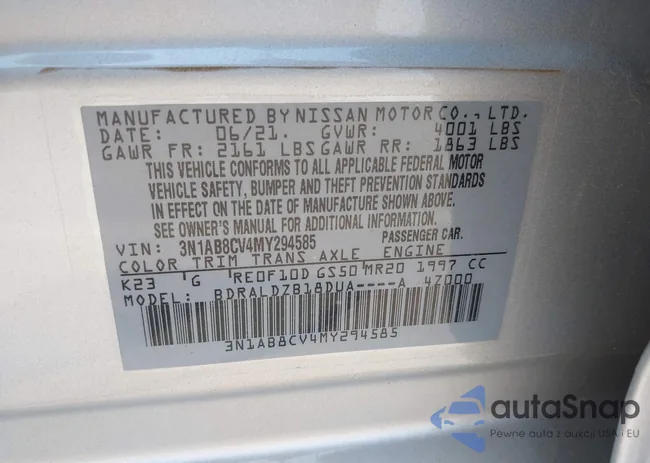 MANUFACTURED BY NISSAN MOTOR CO., LTD.
DATE: 06/21. GVWR: 4001 LBS
GAWR FR: 2161 LBS GAWR RR: 1863 LBS
THIS VEHICLE CONFORMS TO ALL APPLICABLE FEDERAL MOTOR
VEHICLE SAFETY, BUMPER AND THEFT PREVENTION STANDARDS
IN EFFECT ON THE DATE OF MANUFACTURE SHOWN ABOVE.
SEE OWNER'S MANUAL FOR ADDITIONAL INFORMATION.
VIN: 3N1AB8CV4MY294585 PASSENGER CAR.
COLOR TRIM TRANS AXLE ENGINE
K23 G RE0F10D GS50 MR20 1997 CC
MODEL: BDRALDZB18DUA----A 47000
3N1AB8CV4MY294585
autaSnap
Pewne auta z aukcji USA i EU